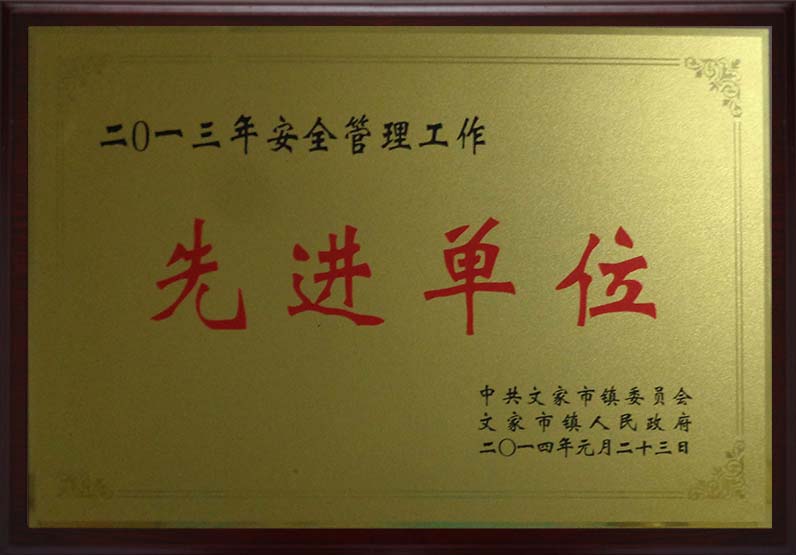 二〇一三年安全管理工作
先进单位
中共文家市镇委员会
文家市镇人民政府
二〇一四年元月二十三日